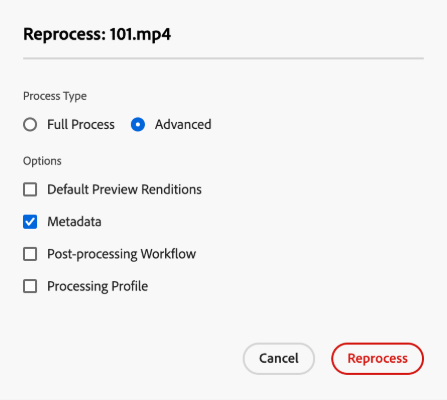 Reprocess: 101.mp4
Process Type
Full Process Advanced
Options
Default Preview Renditions
Metadata
Post-processing Workflow
Processing Profile
Cancel Reprocess